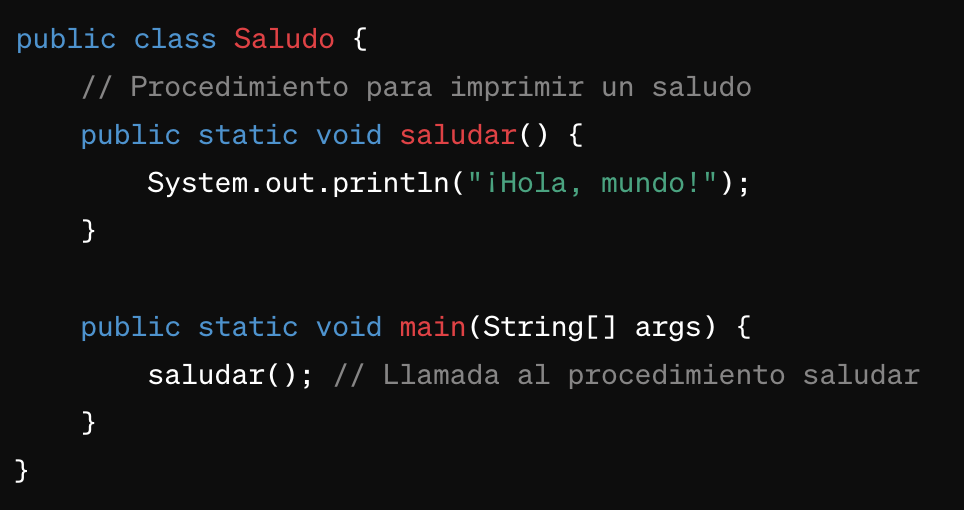 public class Saludo {
    // Procedimiento para imprimir un saludo
    public static void saludar() {
        System.out.println("¡Hola, mundo!");
    }

    public static void main(String[] args) {
        saludar(); // Llamada al procedimiento saludar
    }
}